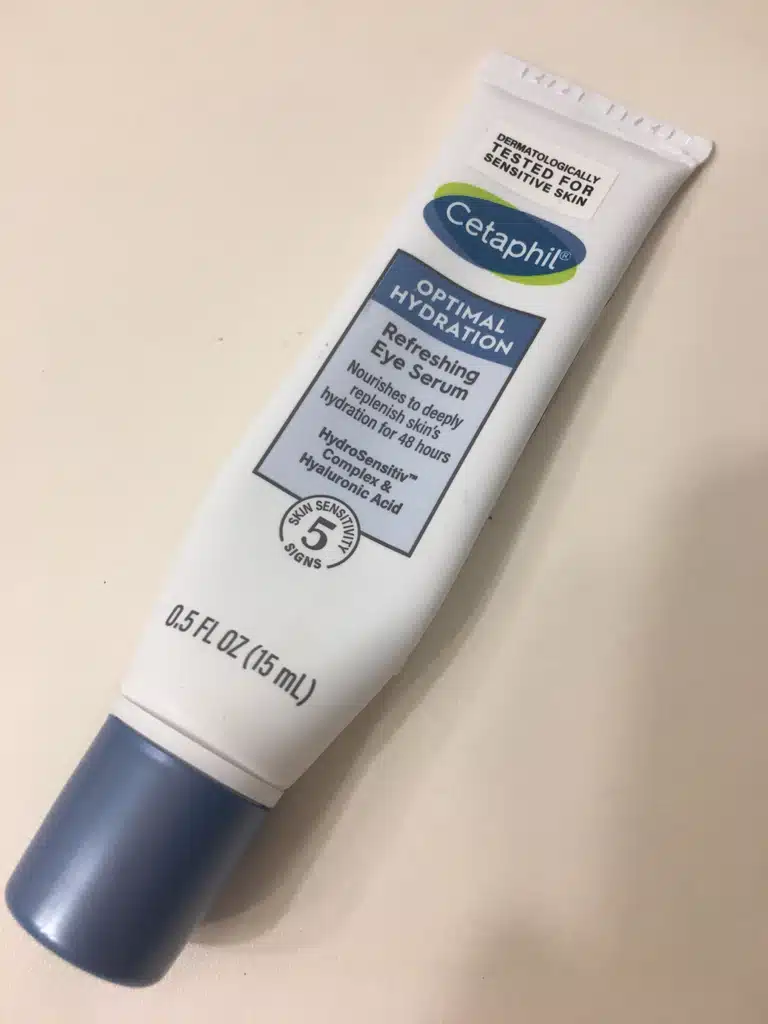 DERMATOLOGICALLY
TESTED FOR
SENSITIVE SKIN
Cetaphil®
OPTIMAL
HYDRATION
Refreshing
Eye Serum
Nourishes to deeply
replenish skin's
hydration for 48 hours
HydroSensitiv™
Complex &
Hyaluronic Acid
SKIN SENSITIVITY
5
SIGNS
0.5 FL OZ (15 mL)